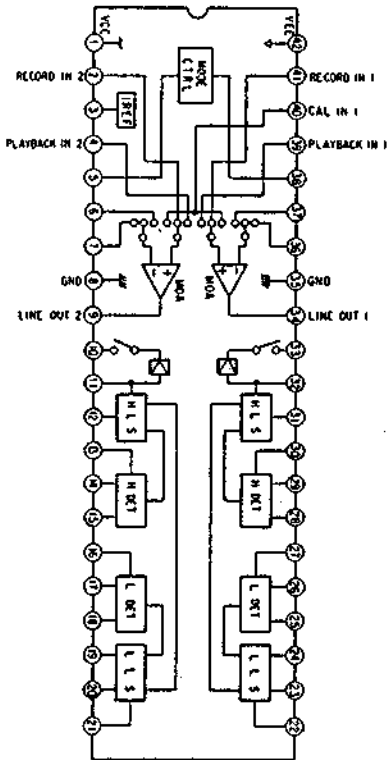 VCC VCC
1 42
RECORD IN 2 2 41 RECORD IN 1
MODE CTRL
3 IREF 40 CAL IN 1
PLAYBACK IN 2 4 39 PLAYBACK IN 1
5 38
6 37
7 36
GND 8 35 GND
+ - MOA MOA + -
LINE OUT 2 9 34 LINE OUT 1
10 33
11 32
12 HLS HLS 31
13 30
14 H DET H DET 29
15 28
16 27
17 L DET L DET 26
18 25
19 LLS LLS 24
20 23
21 22